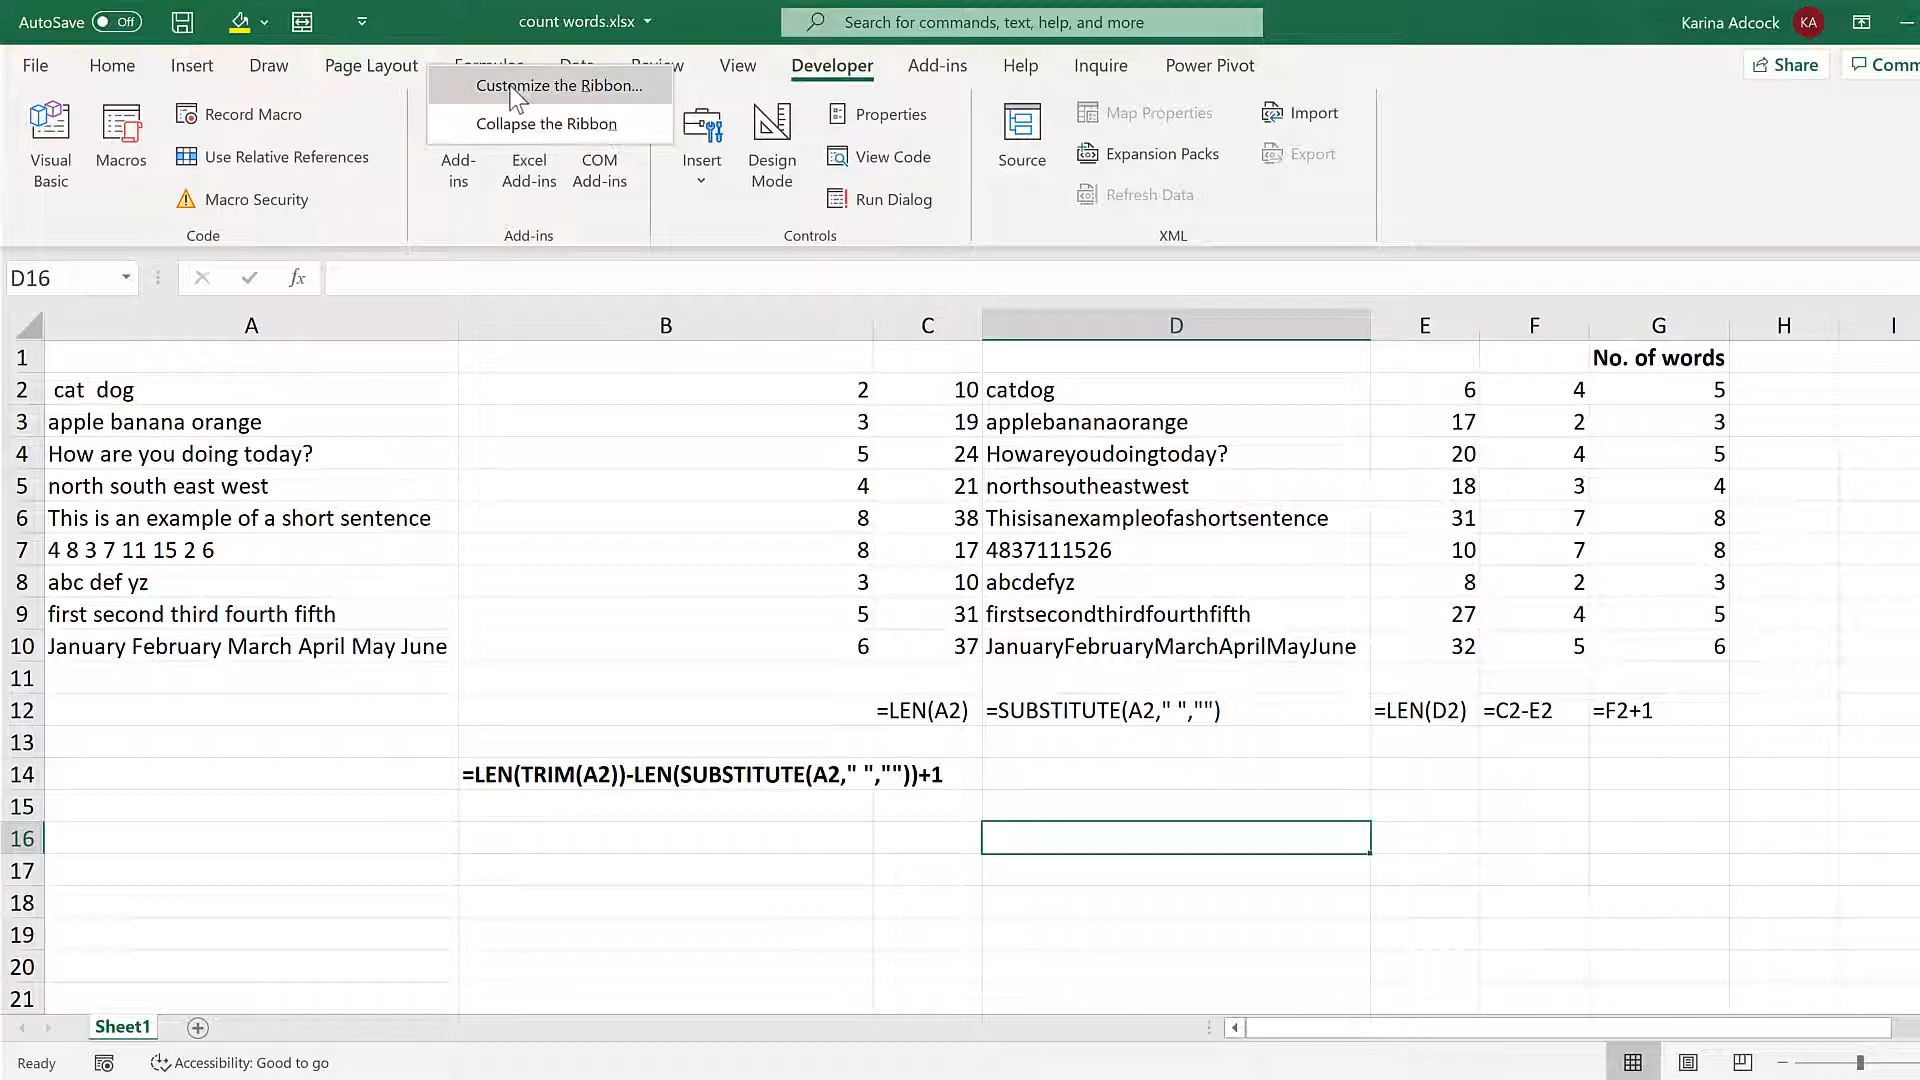 AutoSave Off count words.xlsx Search for commands, text, help, and more Karina Adcock KA
File Home Insert Draw Page Layout View Developer Add-ins Help Inquire Power Pivot Share
Customize the Ribbon...
Collapse the Ribbon
Visual Basic
Macros
Record Macro
Use Relative References
Macro Security
Code
Add-ins
Excel Add-ins
COM Add-ins
Add-ins
Insert
Design Mode
Properties
View Code
Run Dialog
Controls
Source
Map Properties
Expansion Packs
Refresh Data
Import
Export
XML
D16 fx
A B C D E F G H I
1 No. of words
2 cat  dog 2 10 catdog 6 4 5
3 apple banana orange 3 19 applebananaorange 17 2 3
4 How are you doing today? 5 24 Howareyoudoingtoday? 20 4 5
5 north south east west 4 21 northsoutheastwest 18 3 4
6 This is an example of a short sentence 8 38 Thisisanexampleofashortsentence 31 7 8
7 4 8 3 7 11 15 2 6 8 17 4837111526 10 7 8
8 abc def yz 3 10 abcdefyz 8 2 3
9 first second third fourth fifth 5 31 firstsecondthirdfourthfifth 27 4 5
10 January February March April May June 6 37 JanuaryFebruaryMarchAprilMayJune 32 5 6
11
12 =LEN(A2) =SUBSTITUTE(A2," ","") =LEN(D2) =C2-E2 =F2+1
13
14 =LEN(TRIM(A2))-LEN(SUBSTITUTE(A2," ",""))+1
15
16
17
18
19
20
21
Sheet1
Ready Accessibility: Good to go